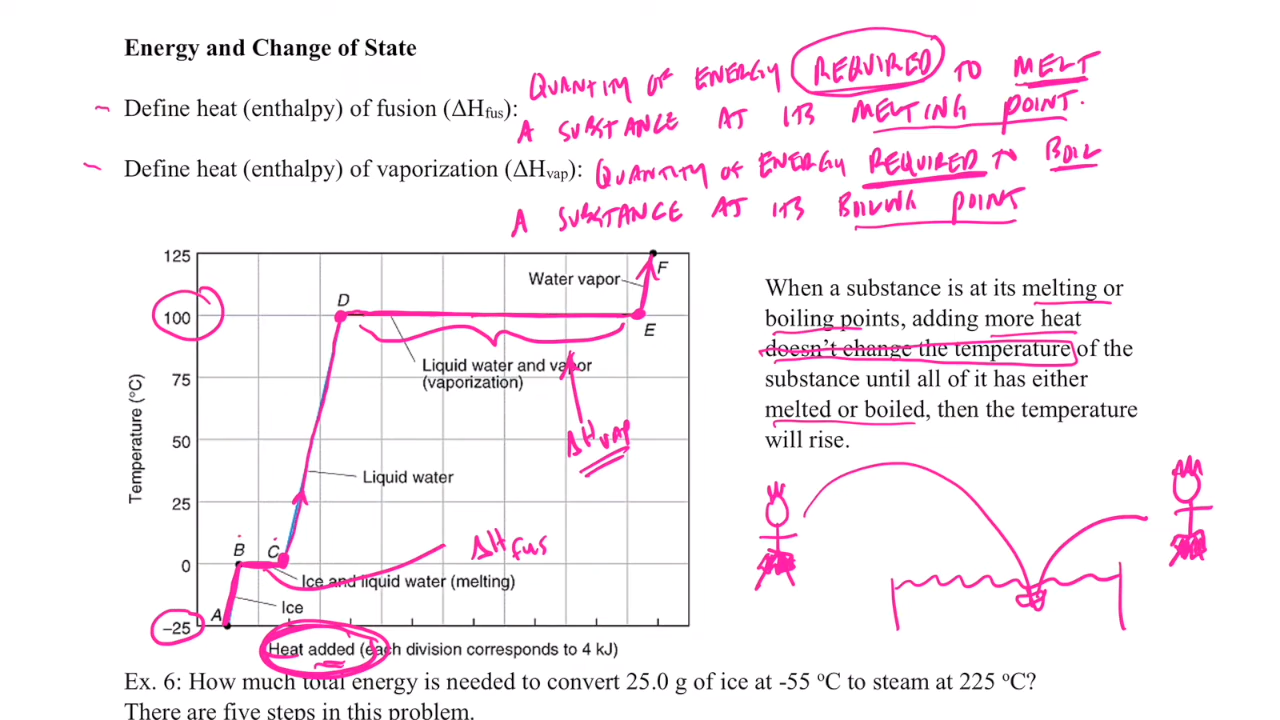 Energy and Change of State
QUANTITY OF ENERGY REQUIRED TO MELT
Define heat (enthalpy) of fusion (ΔHfus):
A SUBSTANCE AT ITS MELTING POINT.
Define heat (enthalpy) of vaporization (ΔHvap): QUANTITY OF ENERGY REQUIRED TO BOIL
A SUBSTANCE AT ITS BOILING POINT
125
100
75
50
25
0
−25
Temperature (°C)
A
B
C
D
E
F
Water vapor
Liquid water and vapor
(vaporization)
ΔHvap
Liquid water
ΔHfus
Ice and liquid water (melting)
Ice
Heat added (each division corresponds to 4 kJ)
When a substance is at its melting or
boiling points, adding more heat
doesn’t change the temperature of the
substance until all of it has either
melted or boiled, then the temperature
will rise.
Ex. 6: How much total energy is needed to convert 25.0 g of ice at -55 °C to steam at 225 °C?
There are five steps in this problem.